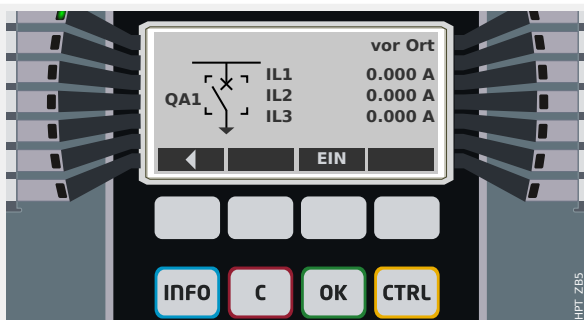 vor Ort
IL1 0.000 A
QA1 IL2 0.000 A
IL3 0.000 A
EIN
INFO C OK CTRL
HPT_ZB5